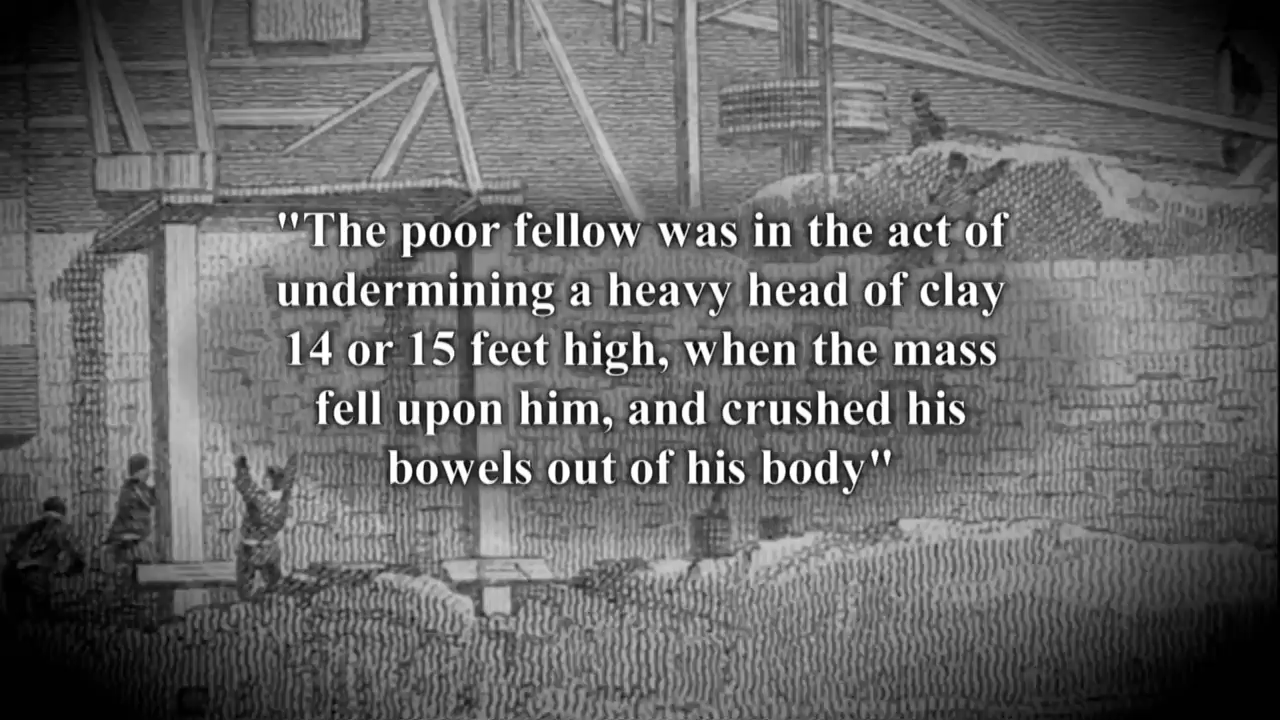 "The poor fellow was in the act of
undermining a heavy head of clay
14 or 15 feet high, when the mass
fell upon him, and crushed his
bowels out of his body"